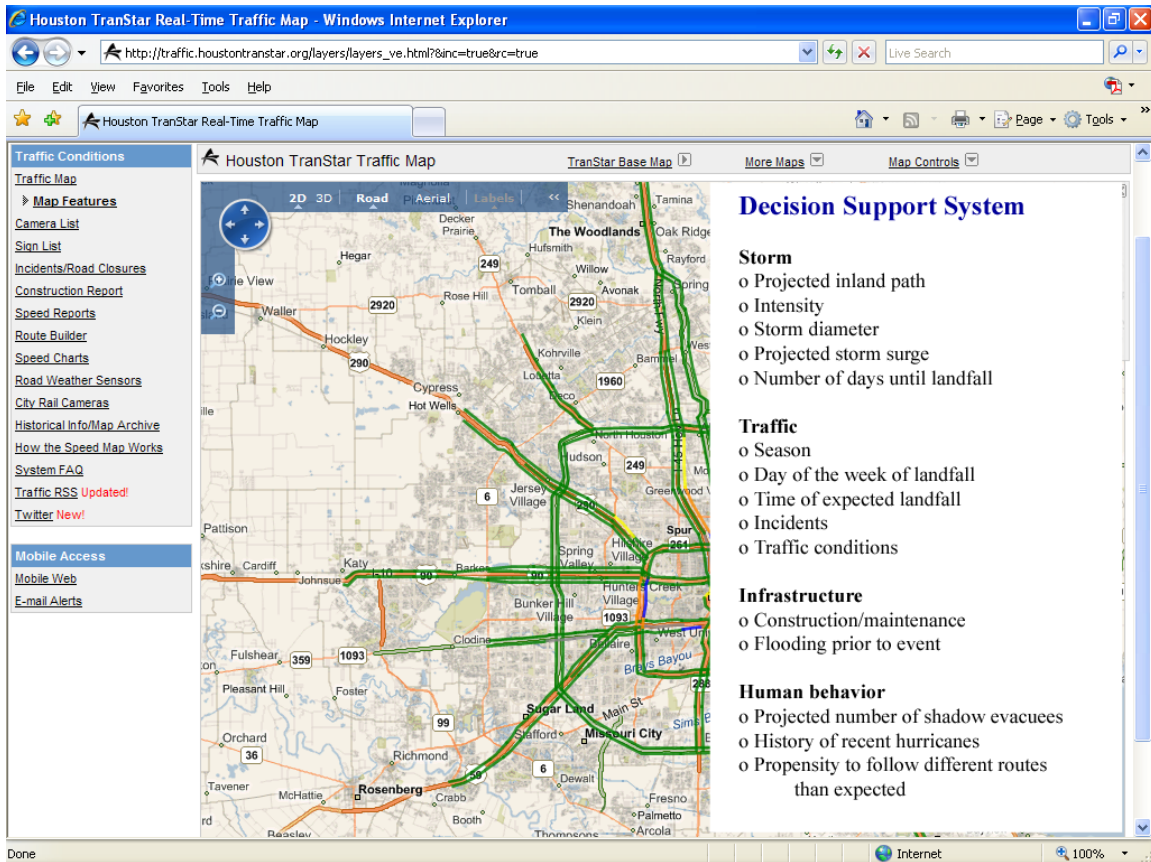 Houston TranStar Real-Time Traffic Map - Windows Internet Explorer
http://traffic.houstontranstar.org/layers/layers_ve.html?&inc=true&rc=true
Live Search
File Edit View Favorites Tools Help
Houston TranStar Real-Time Traffic Map
Page Tools
Traffic Conditions
Traffic Map
Map Features
Camera List
Sign List
Incidents/Road Closures
Construction Report
Speed Reports
Route Builder
Speed Charts
Road Weather Sensors
City Rail Cameras
Historical Info/Map Archive
How the Speed Map Works
System FAQ
Traffic RSS Updated!
Twitter New!
Mobile Access
Mobile Web
E-mail Alerts
Houston TranStar Traffic Map
TranStar Base Map
More Maps
Map Controls
2D 3D Road Aerial Labels <<
Shenandoah
Tamina
Decker
Prairie
The Woodlands
Oak Ridge
Hufsmith
Hegar
249
Willow
Rayford
Prairie View
Tomball
Avonak
Spring
2920
Rose Hill
2920
Waller
Klein
Hockley
Kohrville
Bammel
290
Louetta
1960
Cypress
Deco
Hot Wells
North Houston
Hudson
249
Jersey
Village
6
Greenwood
290
Pattison
Spur
261
Spring
Valley
Hilshire
Village
Cardiff
Katy
I-10
90
Barker
90
Johnsue
Hunters Creek
Village
Bunker Hill
Village
1093
Clodine
West Uni
Bellaire
Fulshear
359
1093
Brays Bayou
Pleasant Hill
Foster
288
Sugar Land
Main St
Sims B
99
Stafford
Missouri City
Orchard
36
Richmond
6
Dewalt
59
Tavener
McHattie
Rosenberg
Crabb
Fresno
Booth
Palmetto
Beasley
Thompsons
Arcola
Decision Support System
Storm
o Projected inland path
o Intensity
o Storm diameter
o Projected storm surge
o Number of days until landfall
Traffic
o Season
o Day of the week of landfall
o Time of expected landfall
o Incidents
o Traffic conditions
Infrastructure
o Construction/maintenance
o Flooding prior to event
Human behavior
o Projected number of shadow evacuees
o History of recent hurricanes
o Propensity to follow different routes
than expected
Done
Internet
100%